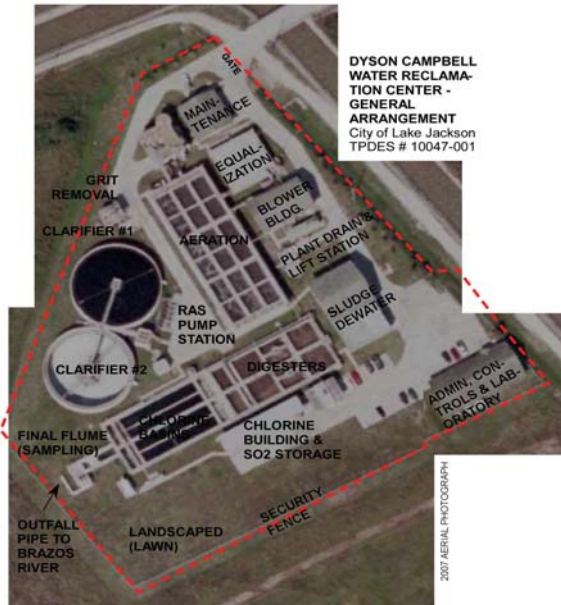 DYSON CAMPBELL
WATER RECLAMA-
TION CENTER -
GENERAL
ARRANGEMENT
City of Lake Jackson
TPDES # 10047-001
GATE
MAIN-
TENANCE
EQUAL-
IZATION
GRIT
REMOVAL
BLOWER
BLDG.
CLARIFIER #1
AERATION
PLANT DRAIN &
LIFT STATION
RAS
PUMP
STATION
SLUDGE
DEWATER
CLARIFIER #2
DIGESTERS
ADMIN, CON-
TROLS & LAB-
ORATORY
CHLORINE
BASINS
CHLORINE
BUILDING &
SO2 STORAGE
FINAL FLUME
(SAMPLING)
OUTFALL
PIPE TO
BRAZOS
RIVER
LANDSCAPED
(LAWN)
SECURITY
FENCE
2007 AERIAL PHOTOGRAPH